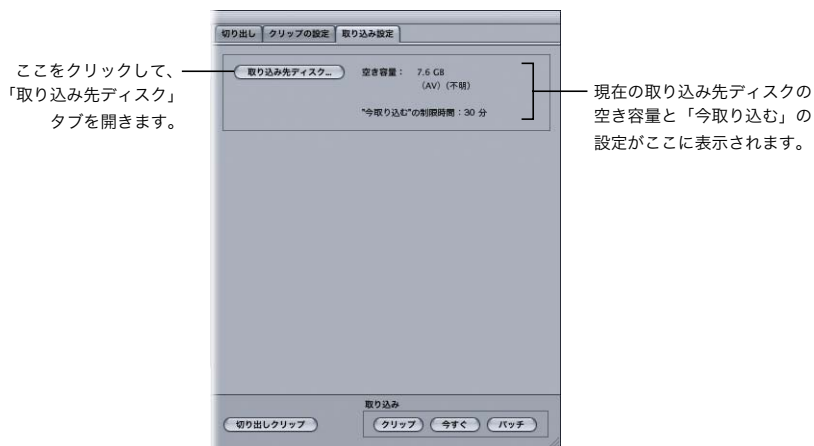 切り出し クリップの設定 取り込み設定
ここをクリックして、
「取り込み先ディスク」
タブを開きます。
取り込み先ディスク...
空き容量： 7.6 GB
（AV）（不明）
"今取り込む"の制限時間：30 分
現在の取り込み先ディスクの
空き容量と「今取り込む」の
設定がここに表示されます。
取り込み
切り出しクリップ
クリップ 今すぐ バッチ